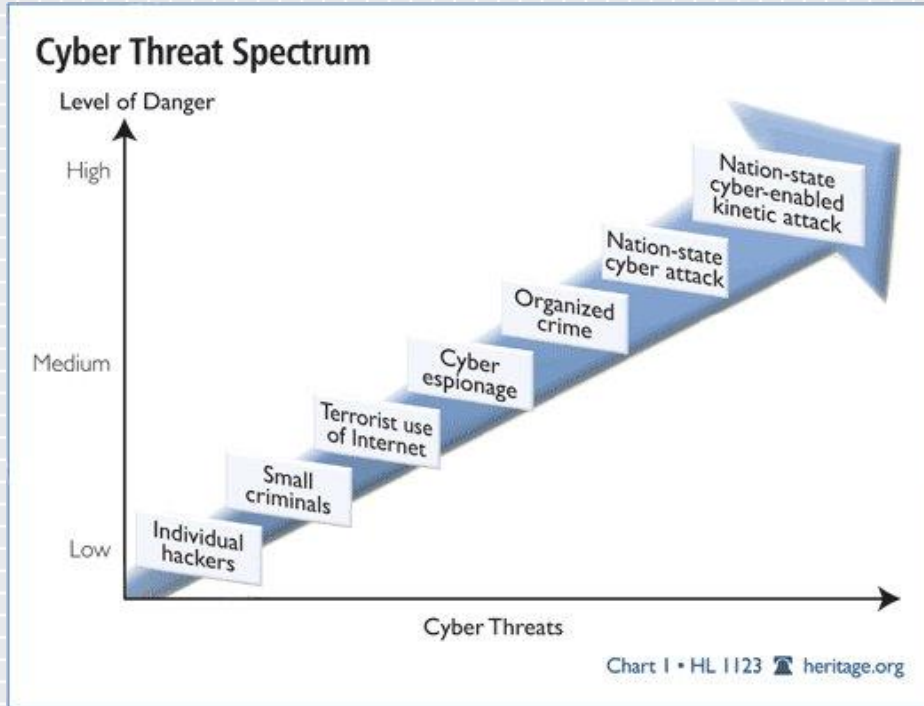 Cyber Threat Spectrum
Level of Danger
High
Medium
Low
Nation-state
cyber-enabled
kinetic attack
Nation-state
cyber attack
Organized
crime
Cyber
espionage
Terrorist use
of Internet
Small
criminals
Individual
hackers
Cyber Threats
Chart 1 • HL 1123 heritage.org